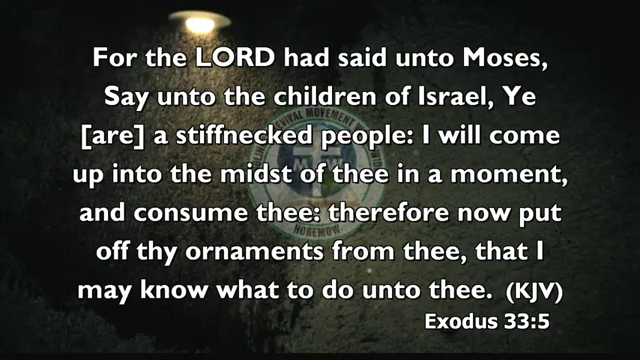 For the LORD had said unto Moses,
Say unto the children of Israel, Ye
[are] a stiffnecked people: I will come
up into the midst of thee in a moment,
and consume thee: therefore now put
off thy ornaments from thee, that I
may know what to do unto thee. (KJV)
Exodus 33:5
HOREMOW